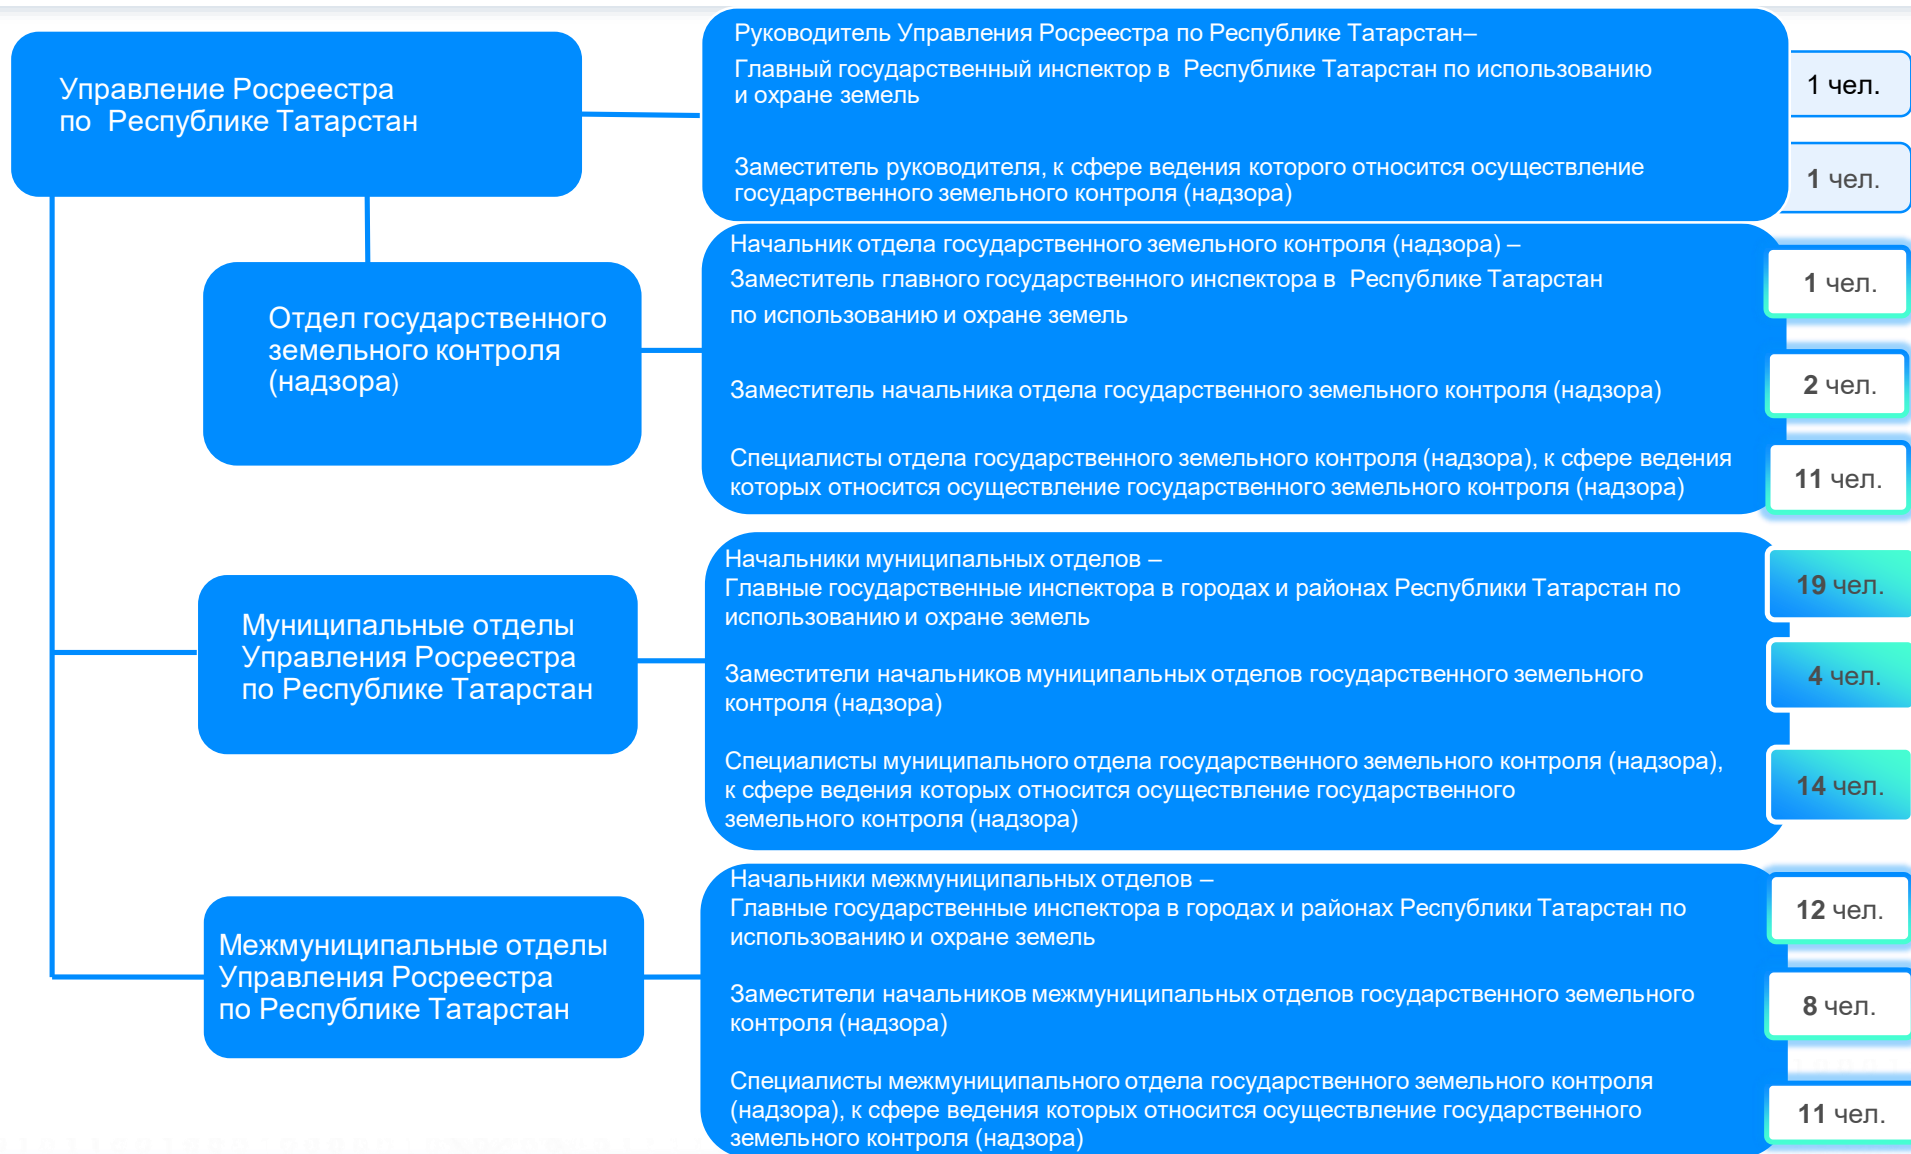 Управление Росреестра
по Республике Татарстан
Руководитель Управления Росреестра по Республике Татарстан–
Главный государственный инспектор в Республике Татарстан по использованию
и охране земель
1 чел.
Заместитель руководителя, к сфере ведения которого относится осуществление
государственного земельного контроля (надзора)
1 чел.
Отдел государственного
земельного контроля
(надзора)
Начальник отдела государственного земельного контроля (надзора) –
Заместитель главного государственного инспектора в Республике Татарстан
по использованию и охране земель
1 чел.
Заместитель начальника отдела государственного земельного контроля (надзора)
2 чел.
Специалисты отдела государственного земельного контроля (надзора), к сфере ведения
которых относится осуществление государственного земельного контроля (надзора)
11 чел.
Муниципальные отделы
Управления Росреестра
по Республике Татарстан
Начальники муниципальных отделов –
Главные государственные инспектора в городах и районах Республики Татарстан по
использованию и охране земель
19 чел.
Заместители начальников муниципальных отделов государственного земельного
контроля (надзора)
4 чел.
Специалисты муниципального отдела государственного земельного контроля (надзора),
к сфере ведения которых относится осуществление государственного
земельного контроля (надзора)
14 чел.
Межмуниципальные отделы
Управления Росреестра
по Республике Татарстан
Начальники межмуниципальных отделов –
Главные государственные инспектора в городах и районах Республики Татарстан по
использованию и охране земель
12 чел.
Заместители начальников межмуниципальных отделов государственного земельного
контроля (надзора)
8 чел.
Специалисты межмуниципального отдела государственного земельного контроля
(надзора), к сфере ведения которых относится осуществление государственного
земельного контроля (надзора)
11 чел.